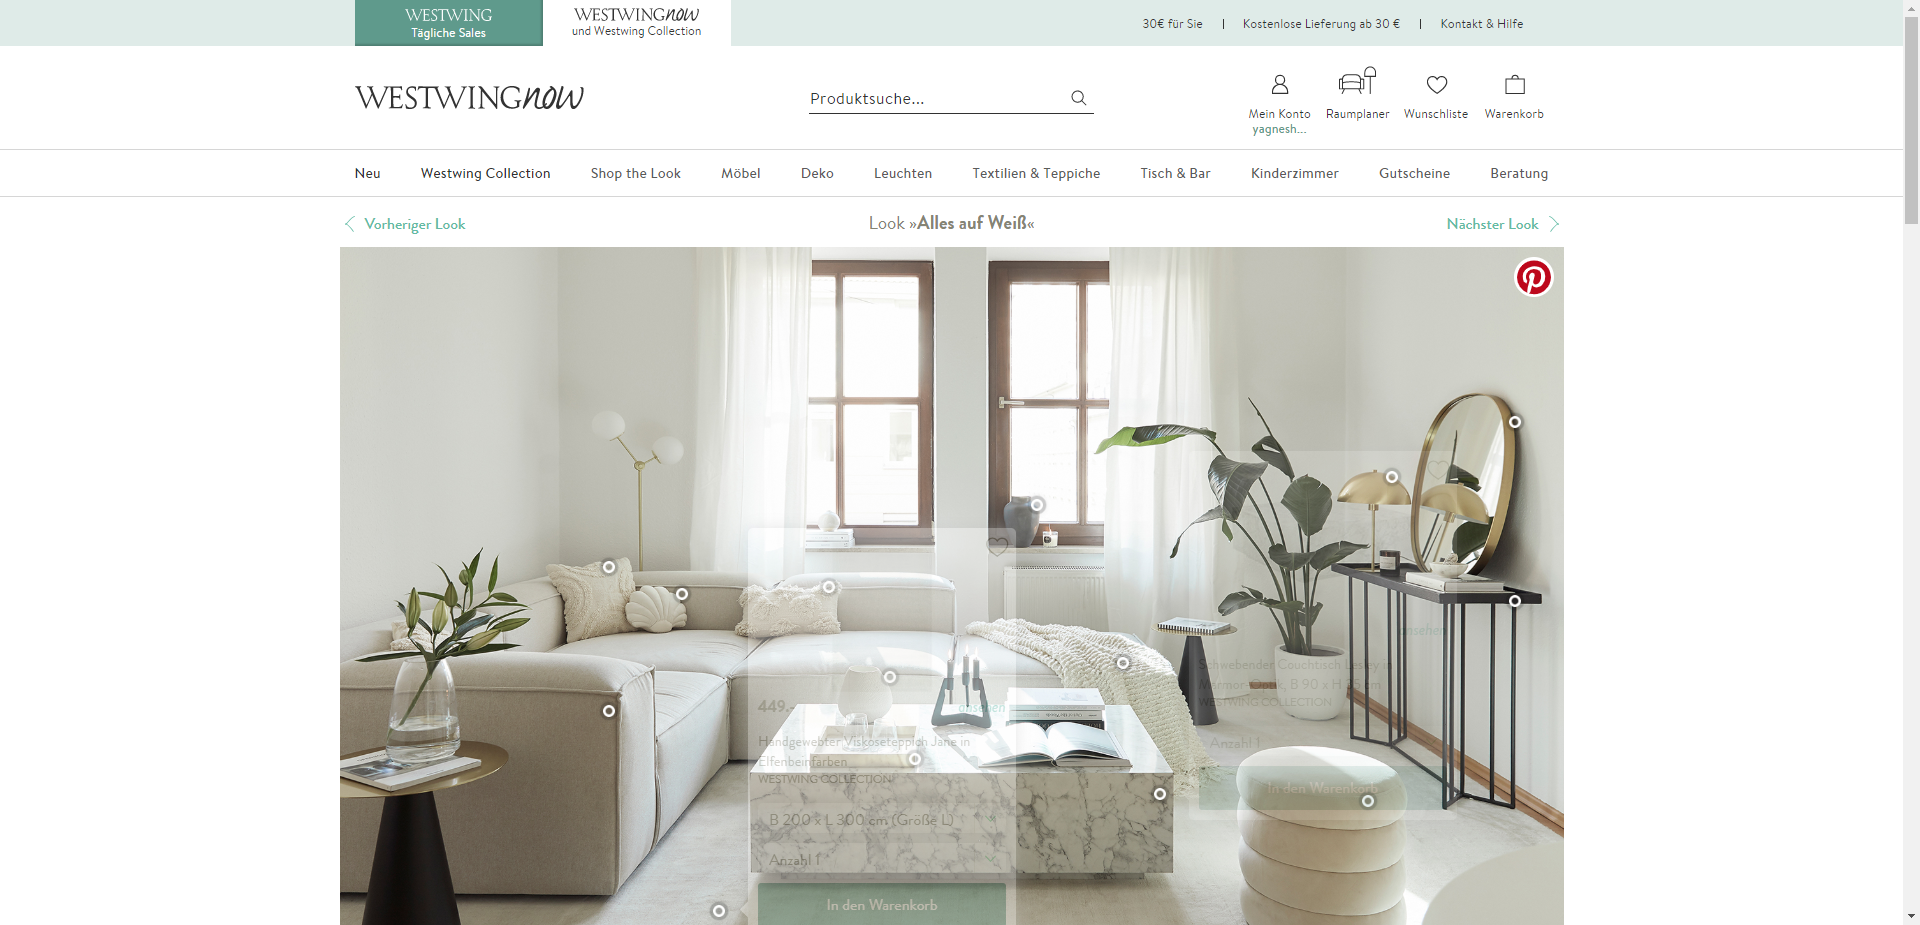 WESTWING
Tägliche Sales
WESTWINGnow
und Westwing Collection
30€ für Sie
Kostenlose Lieferung ab 30 €
Kontakt & Hilfe
WESTWINGnow
Produktsuche...
Mein Konto
yagnesh...
Raumplaner
Wunschliste
Warenkorb
Neu
Westwing Collection
Shop the Look
Möbel
Deko
Leuchten
Textilien & Teppiche
Tisch & Bar
Kinderzimmer
Gutscheine
Beratung
Vorheriger Look
Look »Alles auf Weiß«
Nächster Look
ansehen
Schwebender Couchtisch Lesley in
Marmor-Optik, B 90 x H 25 cm
WESTWING COLLECTION
Anzahl 1
In den Warenkorb
449.-
ansehen
Handgewebter Viskoseteppich Jane in
Elfenbeinfarben
WESTWING COLLECTION
B 200 x L 300 cm (Größe L)
Anzahl 1
In den Warenkorb